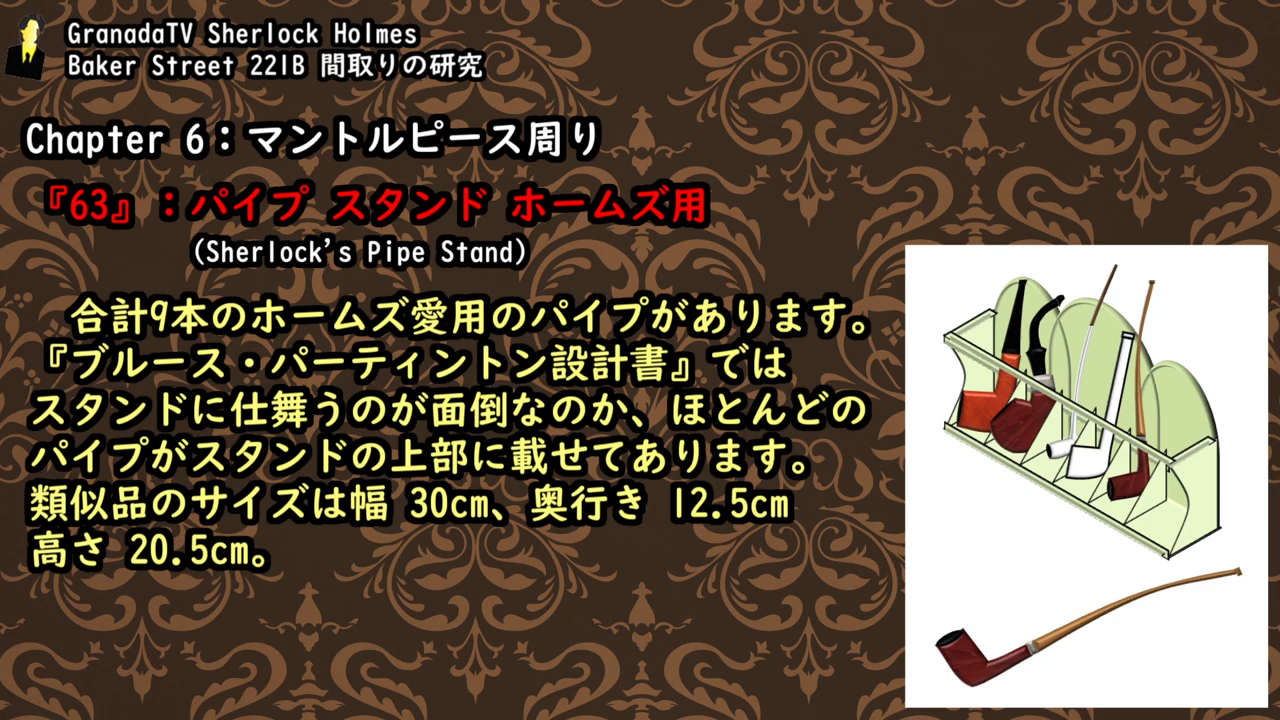 GranadaTV Sherlock Holmes
Baker Street 221B 間取りの研究
Chapter 6：マントルピース周り
『63』：パイプ スタンド ホームズ用
(Sherlock's Pipe Stand)
合計9本のホームズ愛用のパイプがあります。
『ブルース・パーティントン設計書』では
スタンドに仕舞うのが面倒なのか、ほとんどの
パイプがスタンドの上部に載せてあります。
類似品のサイズは幅 30cm、奥行き 12.5cm
高さ 20.5cm。